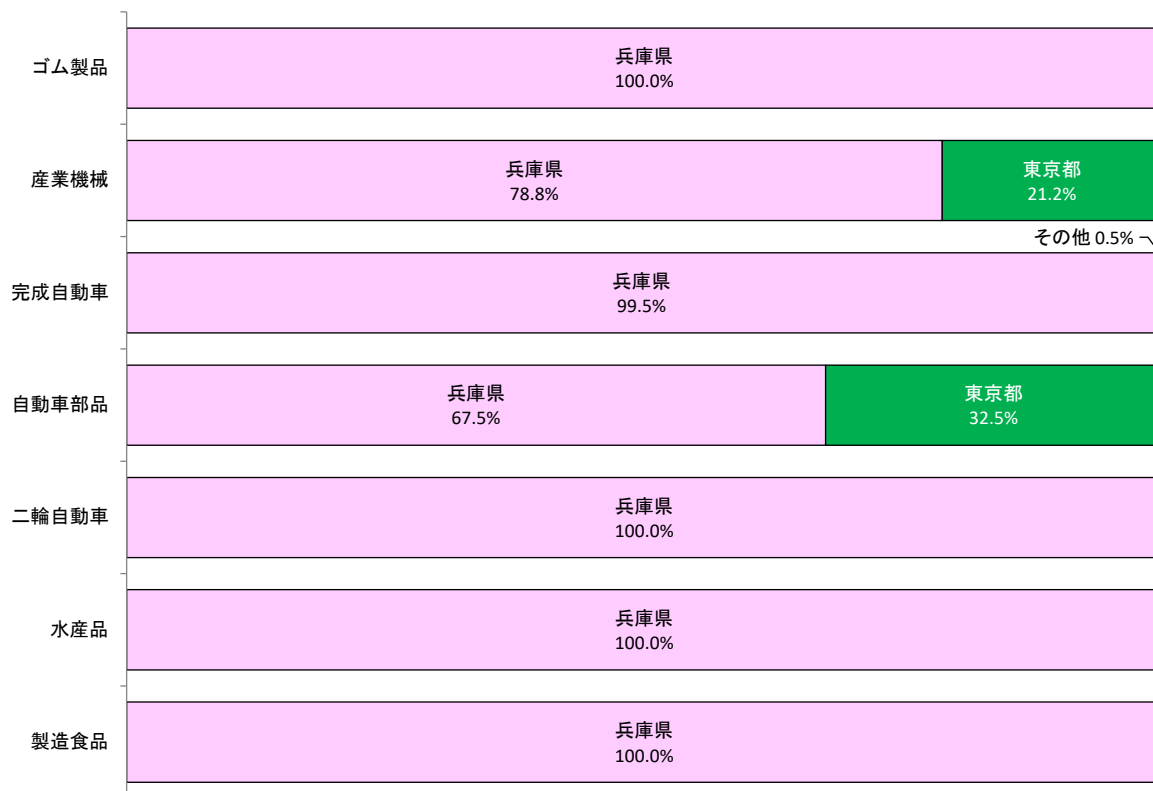 ゴム製品
兵庫県
100.0%
産業機械
兵庫県
78.8%
東京都
21.2%
その他 0.5%
完成自動車
兵庫県
99.5%
自動車部品
兵庫県
67.5%
東京都
32.5%
二輪自動車
兵庫県
100.0%
水産品
兵庫県
100.0%
製造食品
兵庫県
100.0%